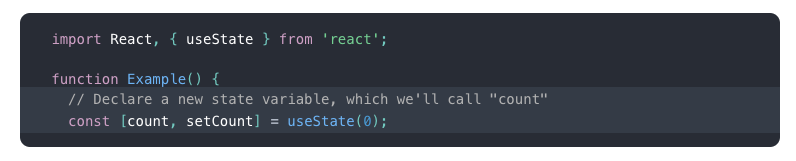 import React, { useState } from 'react';
function Example() {
// Declare a new state variable, which we'll call "count"
const [count, setCount] = useState(0);